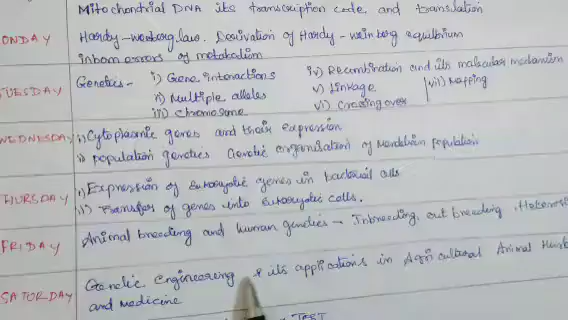 Mitochondrial DNA its transcription code, and translation
ONDAY
Hardy-weinberg law. Derivation of Hardy-weinberg equilibrium
inborn errors of metabolism
TUESDAY
Genetics - i) Gene interactions
ii) Multiple alleles
iii) chromosome
iv) Recombination and its molecular mechanism
v) linkage
vi) crossing over
vii) Mapping
WEDNESDAY
i) Cytoplasmic genes and their expression
ii) population genetics Genetic organisation of Mendelian population
THURSDAY
i) Expression of eukaryotic genes in bacterial cells
ii) Transfer of genes into eukaryotic cells.
FRIDAY
Animal breeding and human genetics - Inbreeding, out breeding,
SATORDAY
Genetic Engineering & its applications in Agricultural Animal
and Medicine
TEST